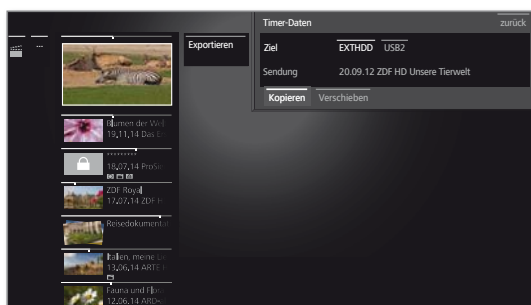 Timer-Daten zurück
Exportieren
Ziel EXTHDD USB2
Sendung 20.09.12 ZDF HD Unsere Tierwelt
Kopieren Verschieben
...
Blumen der Wel
19.11.14 Das E
*********
18.07.14 ProSie
ZDF Royal
17.07.14 ZDF H
Reisedokumentat
Italien, meine Li
13.06.14 ARTE
Fauna und Flora
12.06.14 ARD-